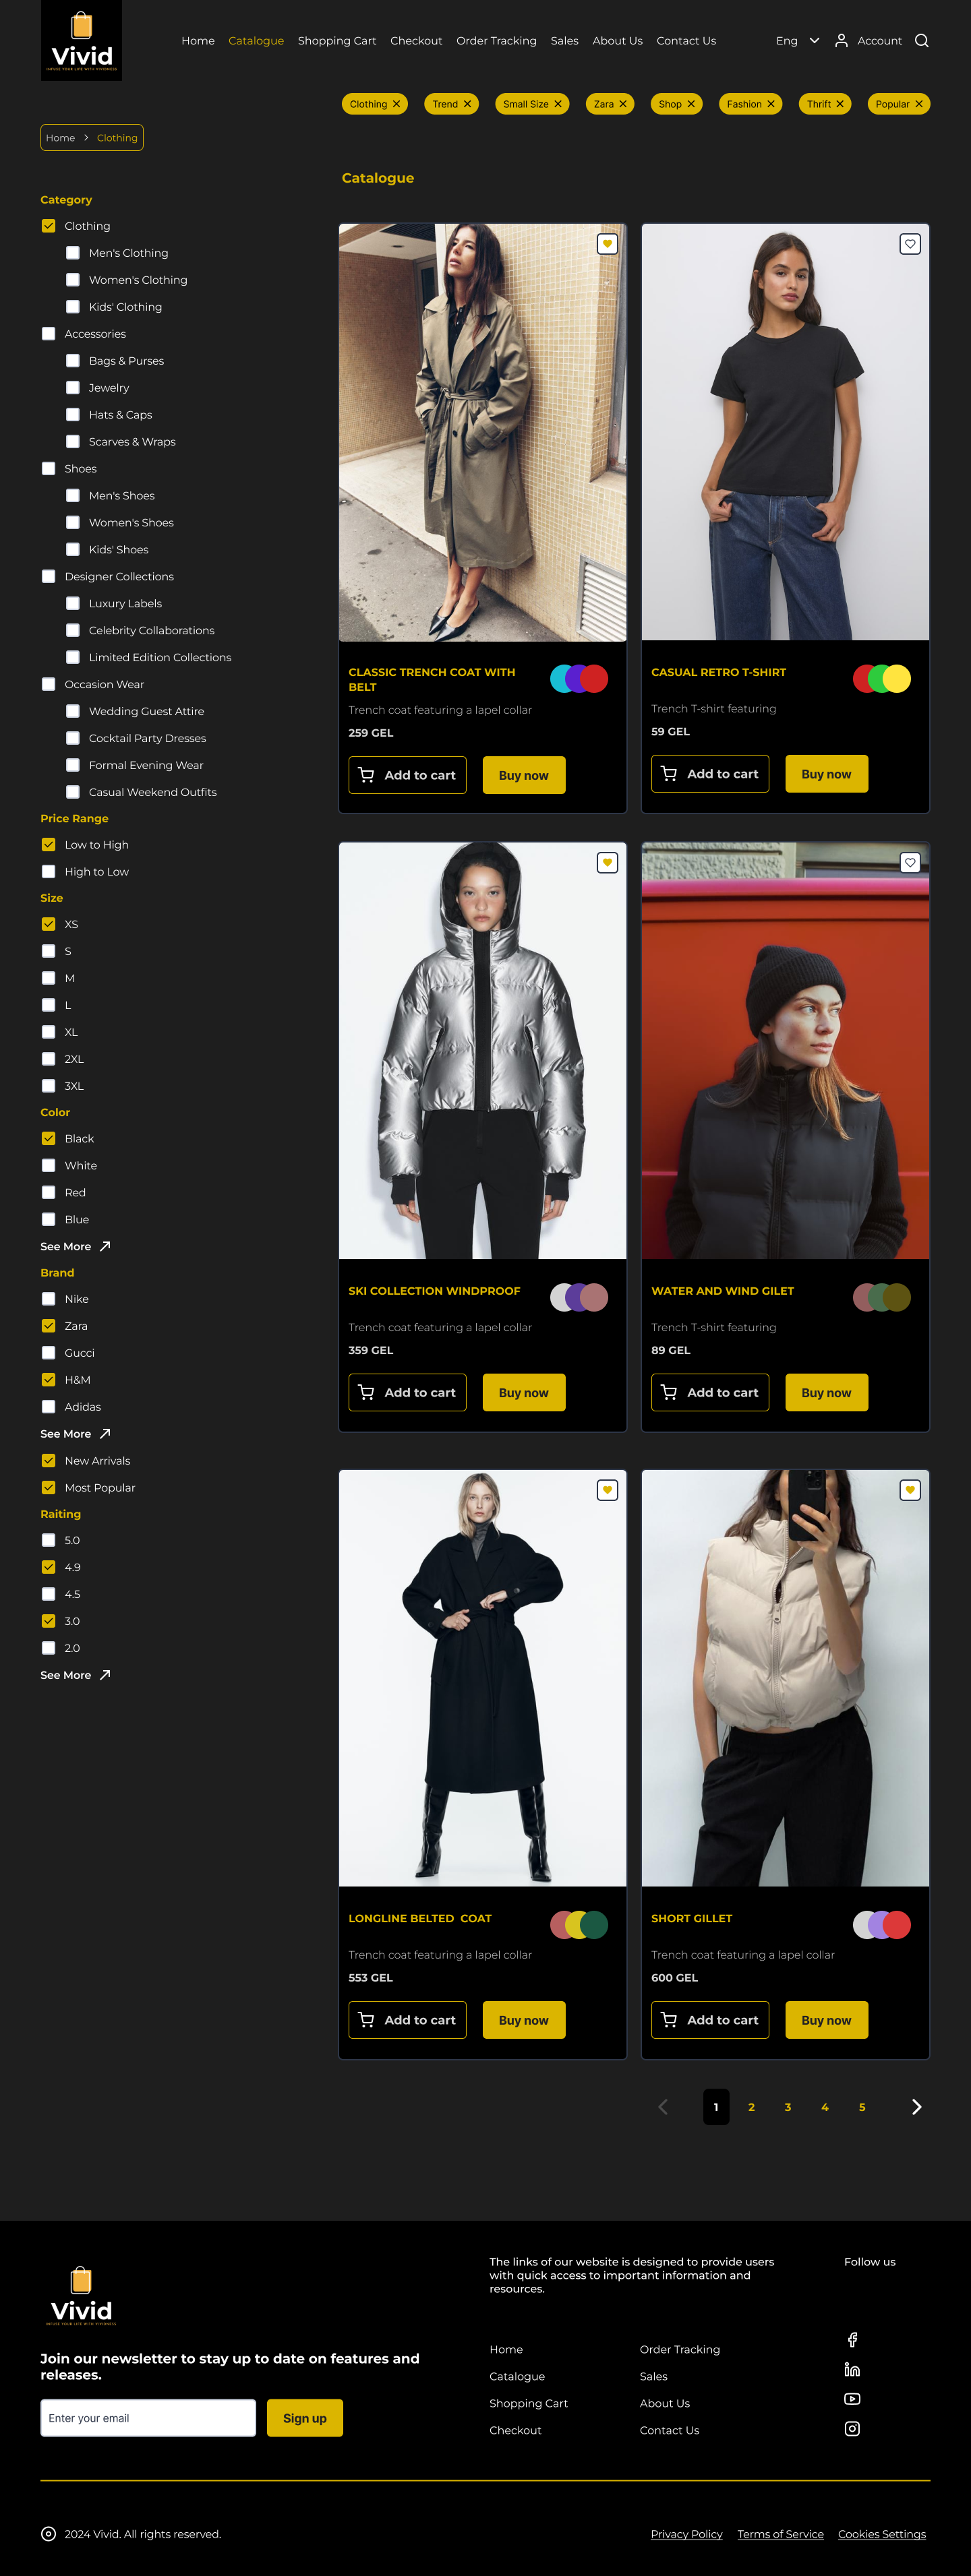 Vivid
INFUSE YOUR LIFE WITH VIVIDNESS
Home Catalogue Shopping Cart Checkout Order Tracking Sales About Us Contact Us Eng Account
Clothing Trend Small Size Zara Shop Fashion Thrift Popular
Home Clothing
Catalogue
Category
Clothing
Men's Clothing
Women's Clothing
Kids' Clothing
Accessories
Bags & Purses
Jewelry
Hats & Caps
Scarves & Wraps
Shoes
Men's Shoes
Women's Shoes
Kids' Shoes
Designer Collections
Luxury Labels
Celebrity Collaborations
Limited Edition Collections
Occasion Wear
Wedding Guest Attire
Cocktail Party Dresses
Formal Evening Wear
Casual Weekend Outfits
Price Range
Low to High
High to Low
Size
XS
S
M
L
XL
2XL
3XL
Color
Black
White
Red
Blue
See More
Brand
Nike
Zara
Gucci
H&M
Adidas
See More
New Arrivals
Most Popular
Raiting
5.0
4.9
4.5
3.0
2.0
See More
CLASSIC TRENCH COAT WITH
BELT
Trench coat featuring a lapel collar
259 GEL
Add to cart Buy now
CASUAL RETRO T-SHIRT
Trench T-shirt featuring
59 GEL
Add to cart Buy now
SKI COLLECTION WINDPROOF
Trench coat featuring a lapel collar
359 GEL
Add to cart Buy now
WATER AND WIND GILET
Trench T-shirt featuring
89 GEL
Add to cart Buy now
LONGLINE BELTED  COAT
Trench coat featuring a lapel collar
553 GEL
Add to cart Buy now
SHORT GILLET
Trench coat featuring a lapel collar
600 GEL
Add to cart Buy now
1 2 3 4 5
Vivid
INFUSE YOUR LIFE WITH VIVIDNESS
Join our newsletter to stay up to date on features and
releases.
Enter your email Sign up
The links of our website is designed to provide users
with quick access to important information and
resources.
Home
Catalogue
Shopping Cart
Checkout
Order Tracking
Sales
About Us
Contact Us
Follow us
2024 Vivid. All rights reserved.
Privacy Policy Terms of Service Cookies Settings